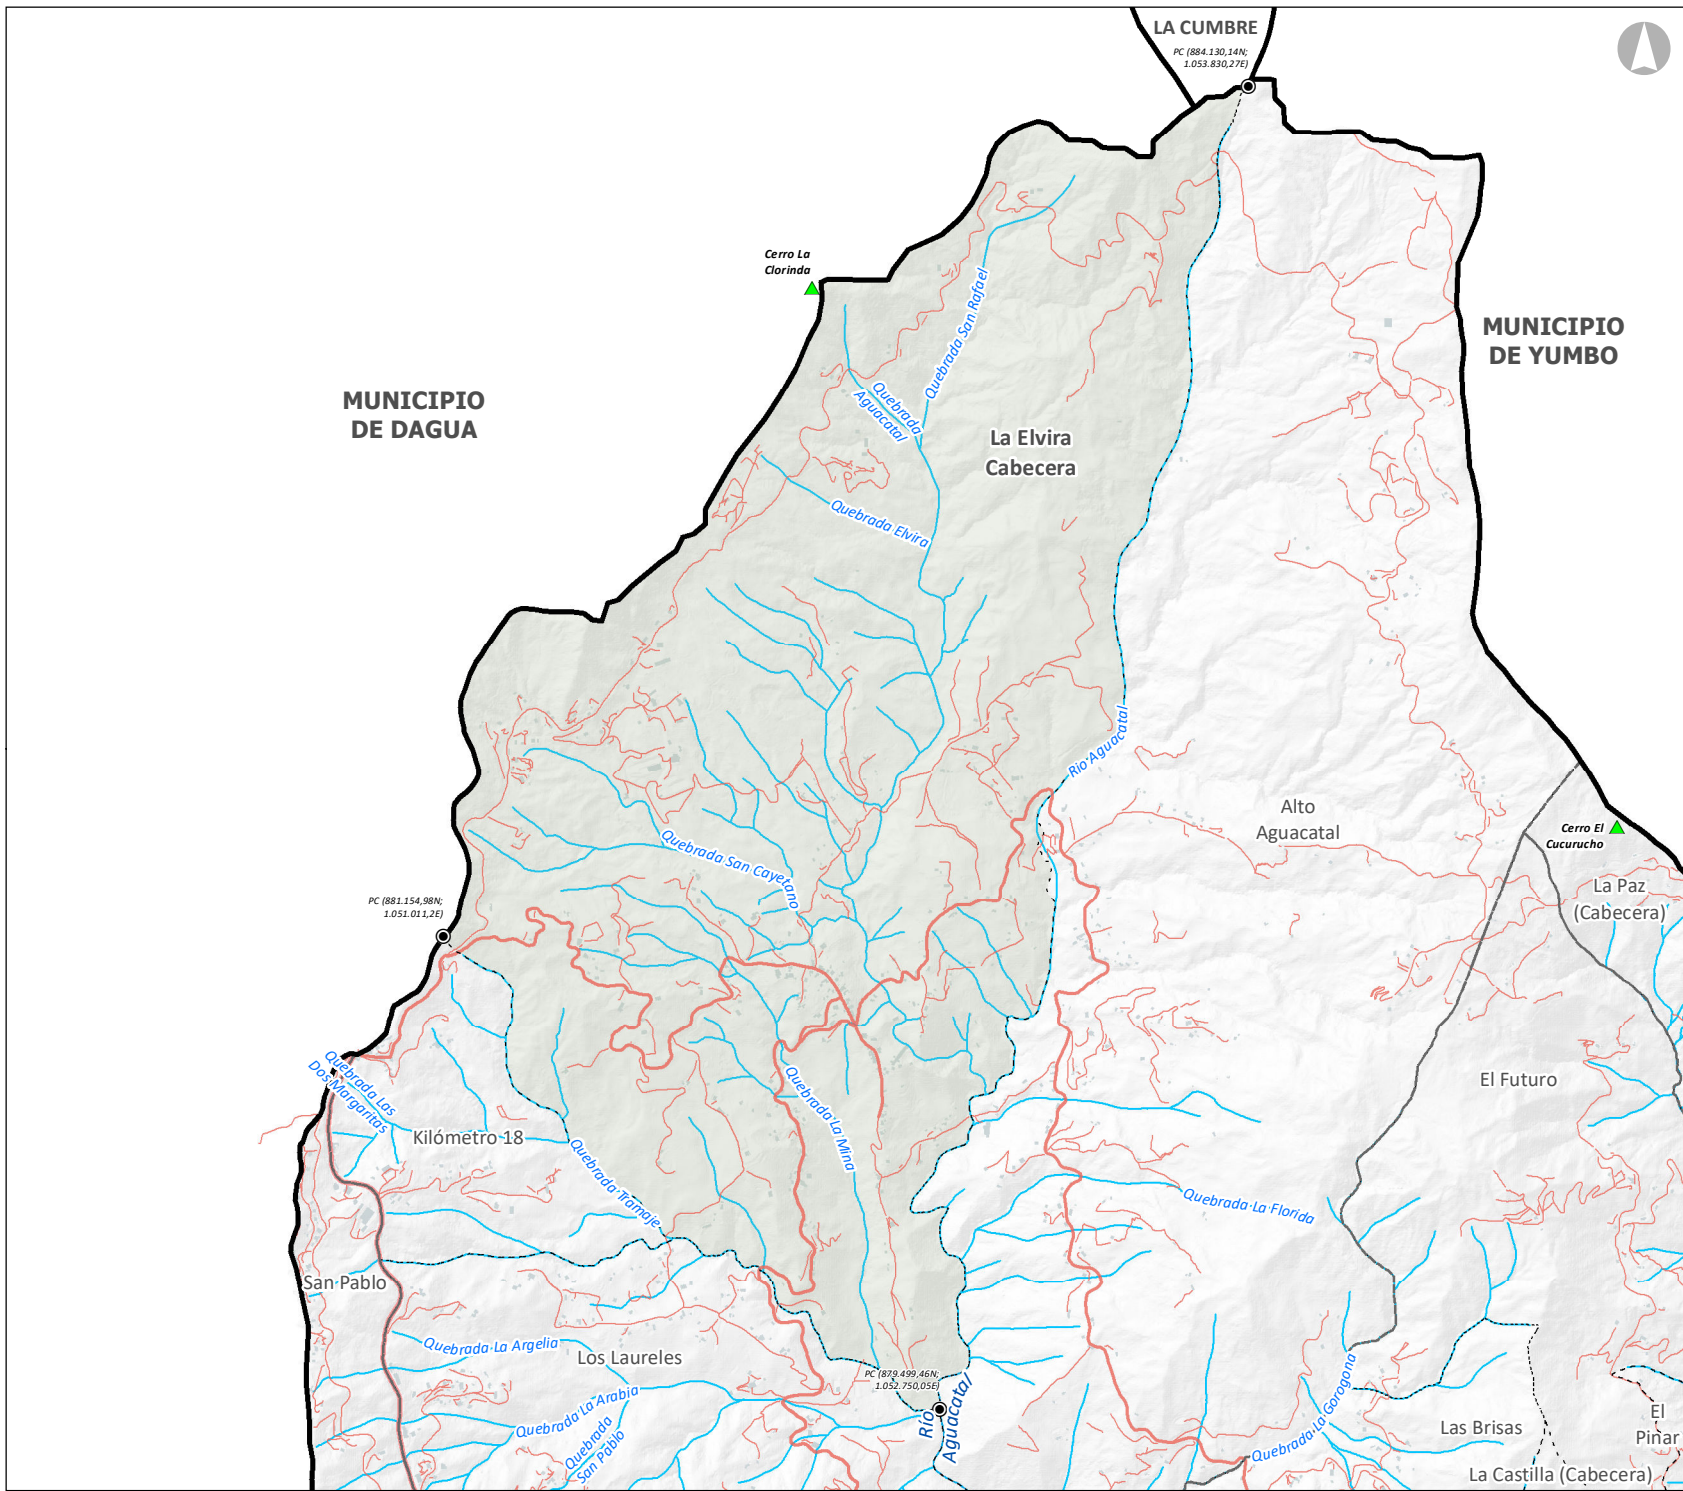 LA CUMBRE
PC (884.130,14N;
1.053.830,27E)
Cerro La
Clorinda
MUNICIPIO
DE YUMBO
MUNICIPIO
DE DAGUA
Quebrada San Rafael
Quebrada
Aguacatal
La Elvira
Cabecera
Quebrada Elvira
Río Aguacatal
Alto
Aguacatal
Cerro El
Cucurucho
Quebrada San Cayetano
La Paz
(Cabecera)
PC (881.154,98N;
1.051.011,2E)
Quebrada Las
Dos Margaritas
El Futuro
Kilómetro 18
Quebrada La Mina
Quebrada Tramaje
Quebrada La Florida
San Pablo
Quebrada La Argelia
Los Laureles
PC (879.499,46N;
1.052.750,05E)
Río
Aguacatal
Quebrada La Arabia
Quebrada
San Pablo
Quebrada La Gorogona
Las Brisas
El
Pinar
La Castilla (Cabecera)